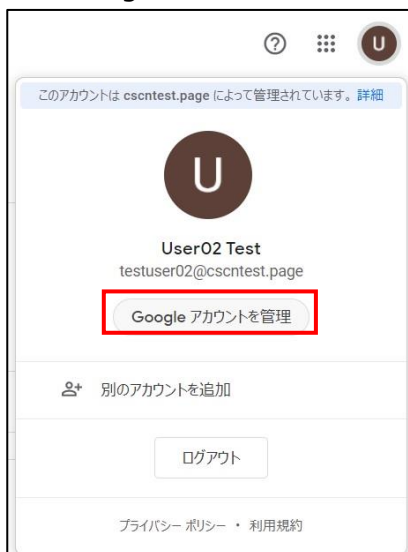 U
このアカウントは cscntest.page によって管理されています。 詳細
U
User02 Test
testuser02@cscntest.page
Google アカウントを管理
別のアカウントを追加
ログアウト
プライバシー ポリシー ・ 利用規約